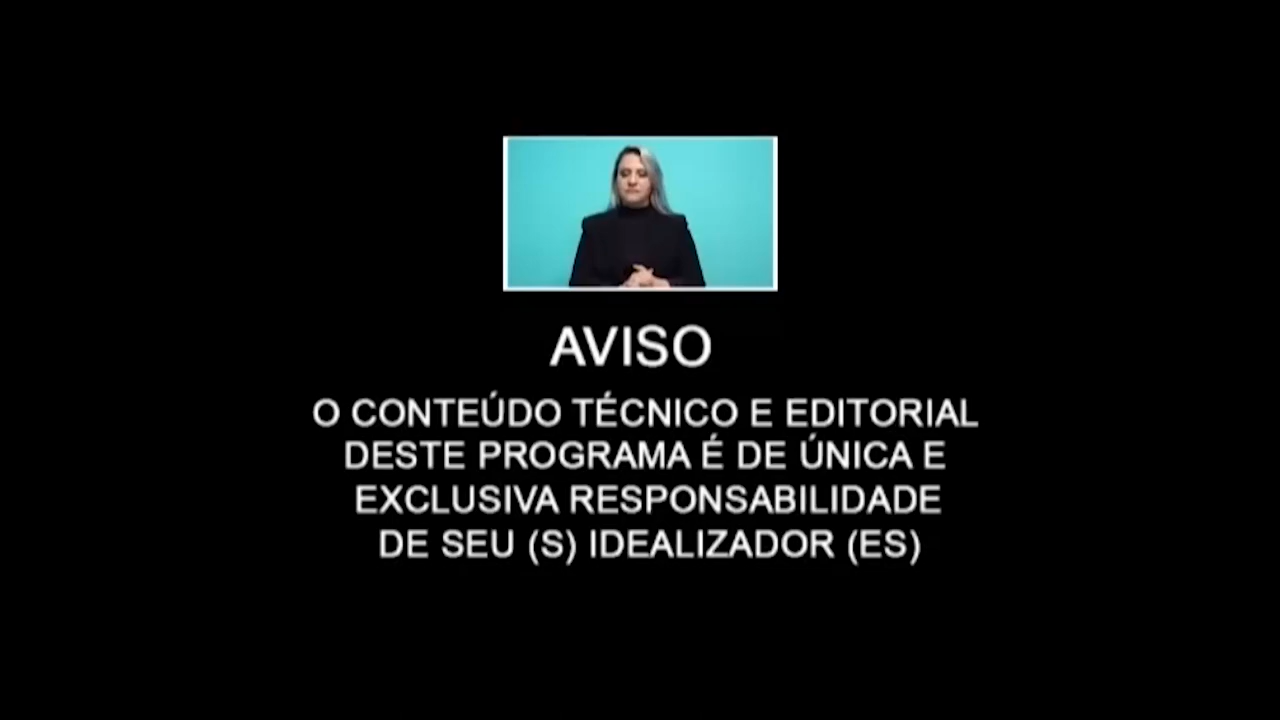 AVISO
O CONTEÚDO TÉCNICO E EDITORIAL
DESTE PROGRAMA É DE ÚNICA E
EXCLUSIVA RESPONSABILIDADE
DE SEU (S) IDEALIZADOR (ES)